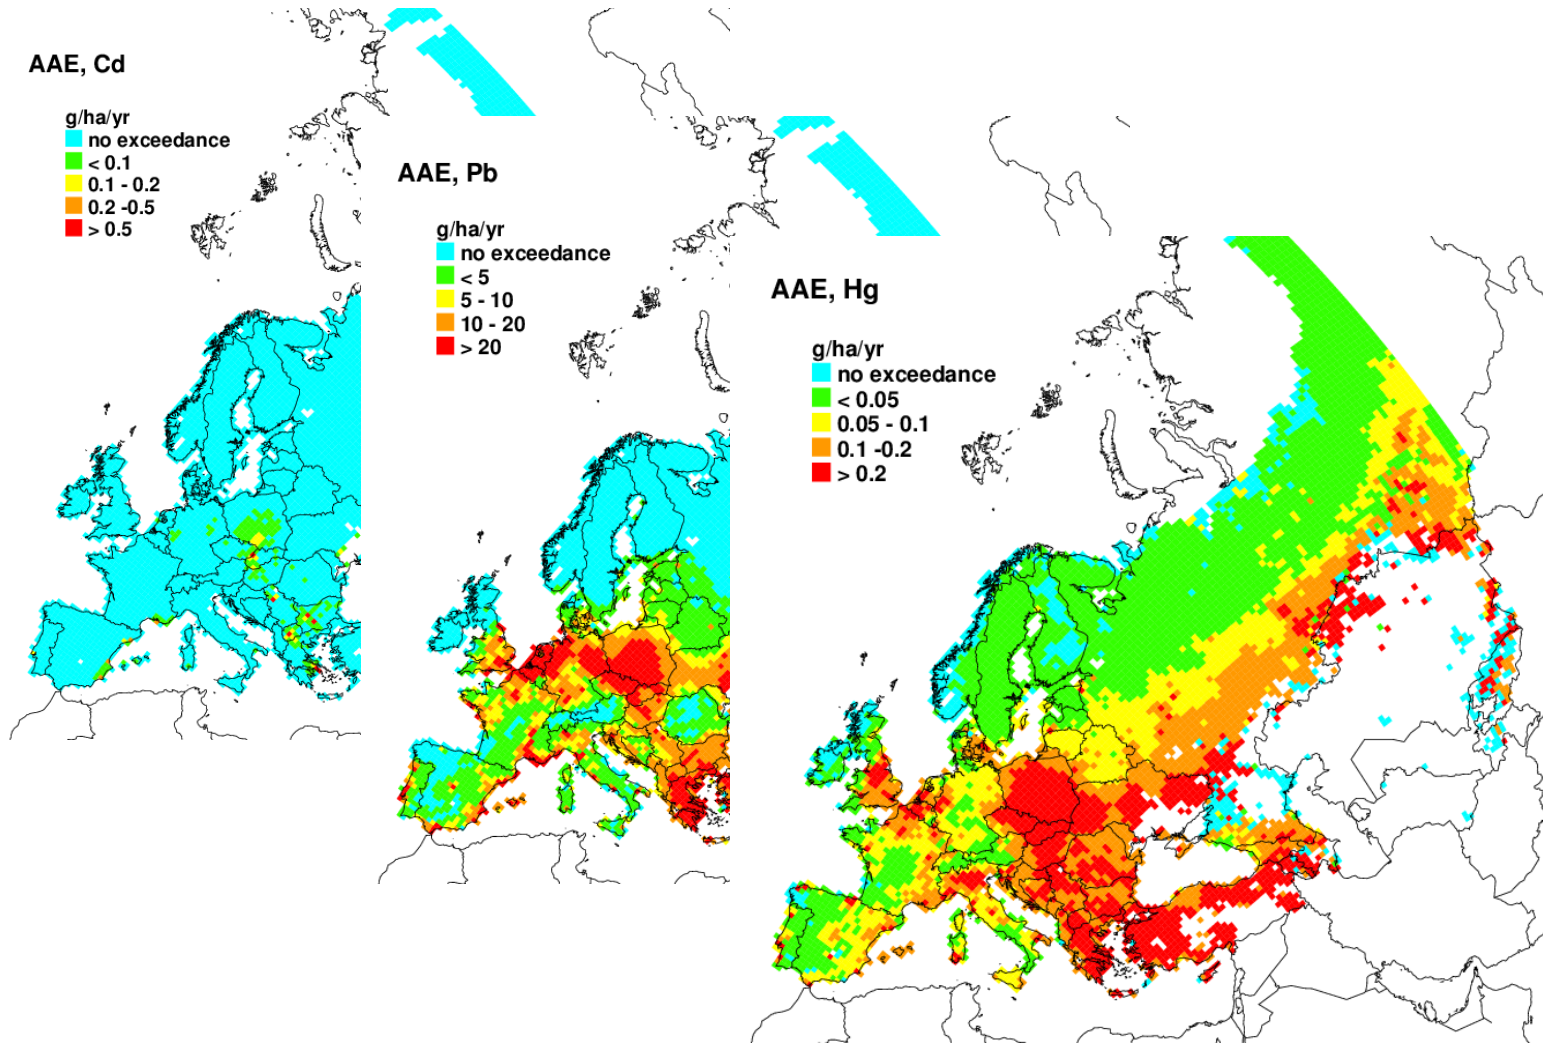 AAE, Cd
g/ha/yr
no exceedance
< 0.1
0.1 - 0.2
0.2 -0.5
> 0.5
AAE, Pb
g/ha/yr
no exceedance
< 5
5 - 10
10 - 20
> 20
AAE, Hg
g/ha/yr
no exceedance
< 0.05
0.05 - 0.1
0.1 -0.2
> 0.2